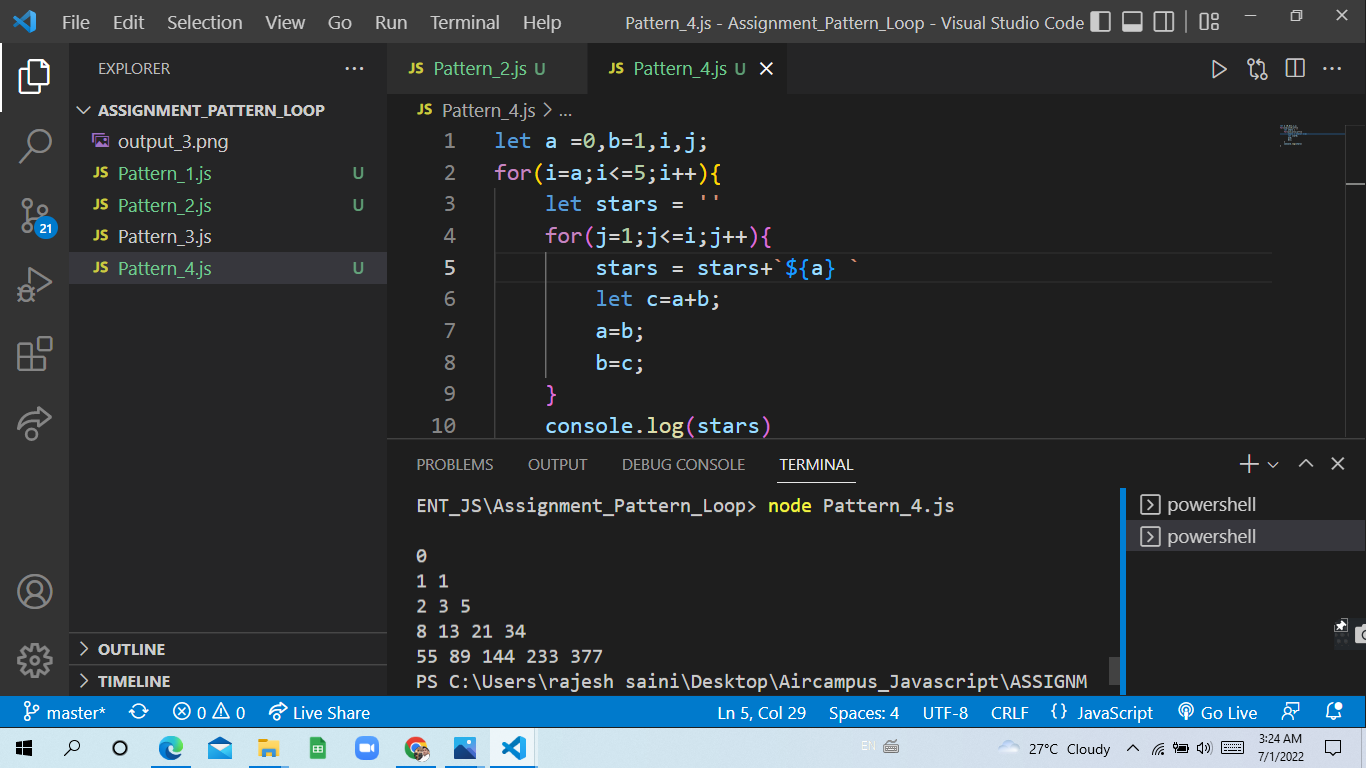 File Edit Selection View Go Run Terminal Help Pattern_4.js - Assignment_Pattern_Loop - Visual Studio Code
EXPLORER ...
ASSIGNMENT_PATTERN_LOOP
output_3.png
JS Pattern_1.js U
JS Pattern_2.js U
JS Pattern_3.js
JS Pattern_4.js U
OUTLINE
TIMELINE
21
JS Pattern_2.js U JS Pattern_4.js U
JS Pattern_4.js > ...
1 let a =0,b=1,i,j;
2 for(i=a;i<=5;i++){
3 let stars = ''
4 for(j=1;j<=i;j++){
5 stars = stars+`${a} `
6 let c=a+b;
7 a=b;
8 b=c;
9 }
10 console.log(stars)
PROBLEMS OUTPUT DEBUG CONSOLE TERMINAL
ENT_JS\Assignment_Pattern_Loop> node Pattern_4.js
0
1 1
2 3 5
8 13 21 34
55 89 144 233 377
PS C:\Users\rajesh saini\Desktop\Aircampus_Javascript\ASSIGNM
powershell
powershell
master* 0 0 Live Share Ln 5, Col 29 Spaces: 4 UTF-8 CRLF {} JavaScript Go Live
EN 27°C Cloudy 3:24 AM
7/1/2022